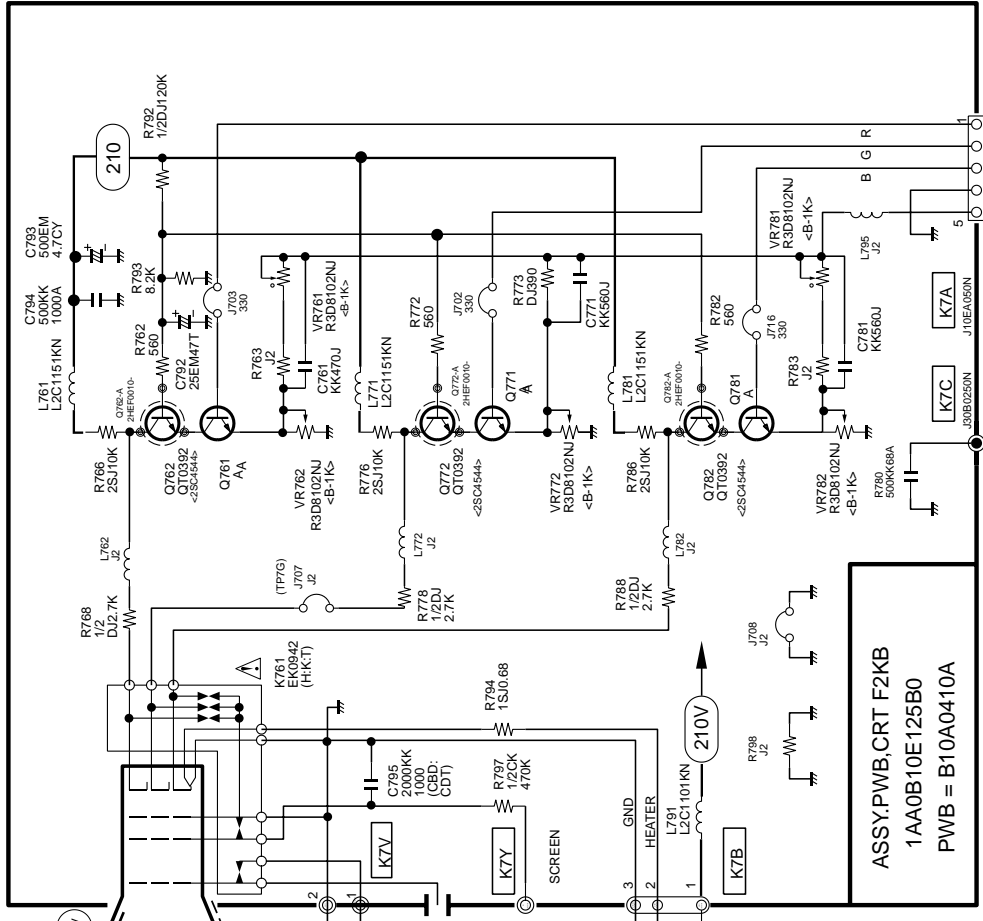 C793
500EM
4.7CY
C794
500KK
1000A
L761
L2C1151KN
210
R792
1/2DJ120K
R793
8.2K
R762
560
C792
25EM47T
J703
330
Q762-A
2HEF0010-
R766
2SJ10K
Q762
QT0392
<2SC4544>
Q761
A
A
R763
J2
VR761
R3D8102NJ
<B-1K>
C761
KK470J
VR762
R3D8102NJ
<B-1K>
L762
J2
R768
1/2
DJ2.7K
L771
L2C1151KN
R772
560
J702
330
Q772-A
2HEF0010-
R776
2SJ10K
Q772
QT0392
<2SC4544>
Q771
A
R773
DJ390
C771
KK560J
VR772
R3D8102NJ
<B-1K>
L772
J2
(TP7G)
J707
J2
R778
1/2DJ
2.7K
L781
L2C1151KN
R782
560
J716
330
Q782-A
2HEF0010-
R786
2SJ10K
Q782
QT0392
<2SC4544>
Q781
A
VR781
R3D8102NJ
<B-1K>
R783
J2
C781
KK560J
VR782
R3D8102NJ
<B-1K>
L782
J2
R788
1/2DJ
2.7K
L795
J2
R
G
B
1
5
K7A
J10EA050N
K7C
J30B0250N
R780
500KK68A
K761
EK0942
(H:K:T)
R794
1SJ0.68
C795
2000KK
1000
(CBD:
CDT)
R797
1/2CK
470K
K7V
2
1
K7Y
SCREEN
GND
HEATER
3
2
1
L791
L2C1101KN
210V
K7B
R798
J2
J708
J2
ASSY.PWB,CRT F2KB
1AA0B10E125B0
PWB = B10A0410A